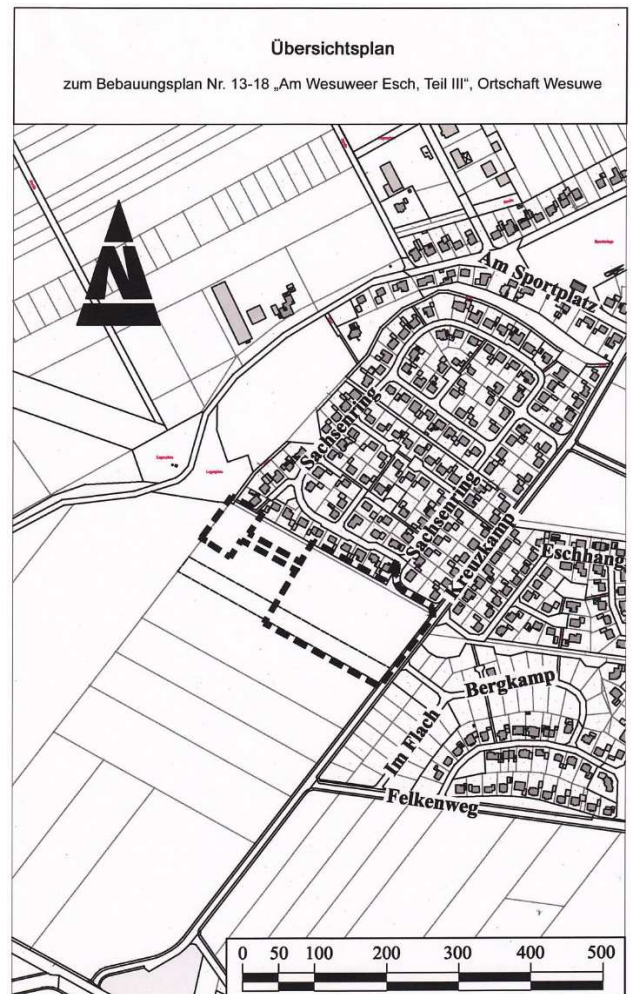 Übersichtsplan
zum Bebauungsplan Nr. 13-18 „Am Wesuweer Esch, Teil III“, Ortschaft Wesuwe
N
Am Sportplatz
Sachsenring
Sachsenring
Kreuzkamp
Eschhang
Bergkamp
Im Flach
Felkenweg
0 50 100 200 300 400 500